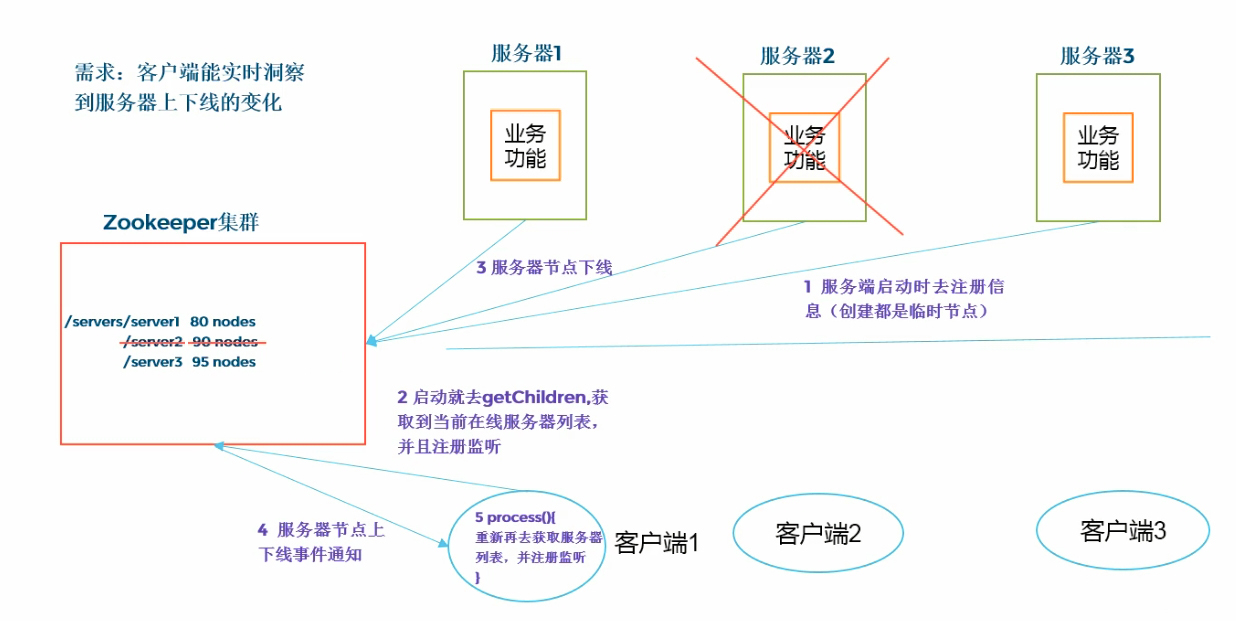 需求：客户端能实时洞察
到服务器上下线的变化
服务器1
服务器2
服务器3
业务
功能
业务
功能
业务
功能
Zookeeper集群
3 服务器节点下线
1 服务端启动时去注册信
息（创建都是临时节点）
/servers/server1 80 nodes
/server2 90 nodes
/server3 95 nodes
2 启动就去getChildren,获
取到当前在线服务器列表，
并且注册监听
4 服务器节点上
下线事件通知
5 process(){
重新再去获取服务器
列表，并注册监听
}
客户端1
客户端2
客户端3